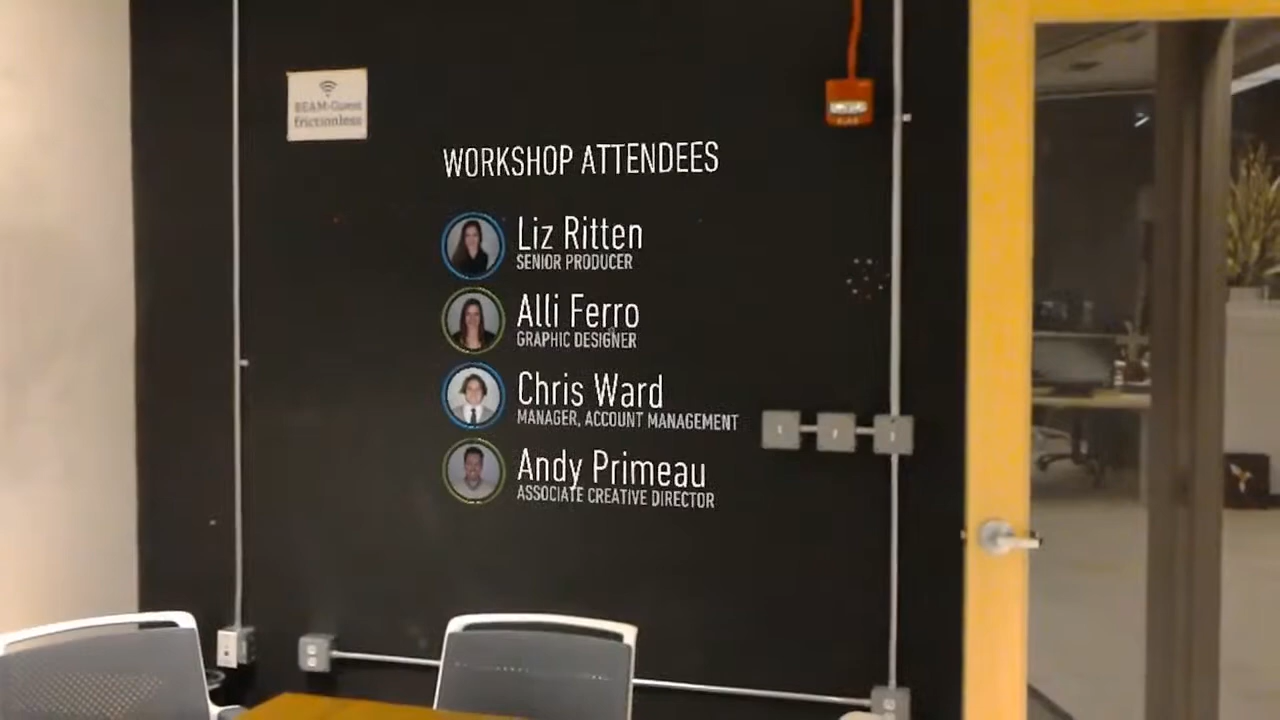 BEAM-Guest
frictionless
WORKSHOP ATTENDEES
Liz Ritten
SENIOR PRODUCER
Alli Ferro
GRAPHIC DESIGNER
Chris Ward
MANAGER, ACCOUNT MANAGEMENT
Andy Primeau
ASSOCIATE CREATIVE DIRECTOR